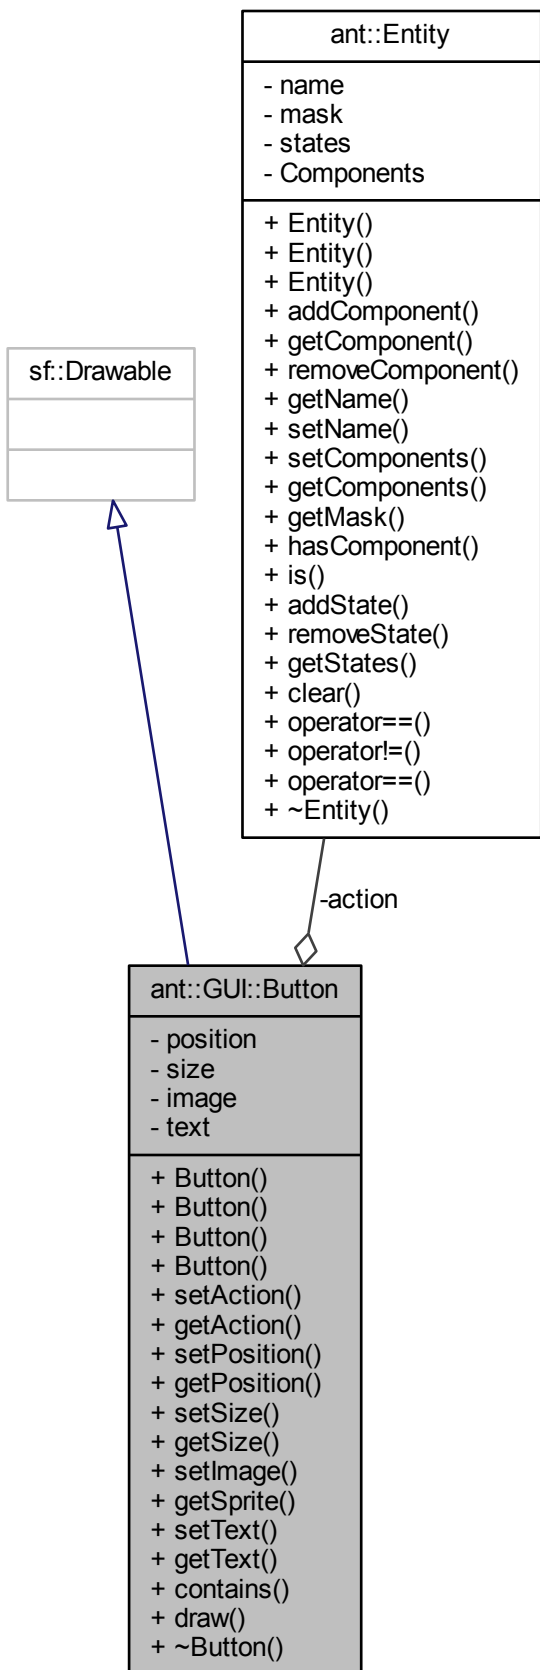 ant::Entity
- name
- mask
- states
- Components
+ Entity()
+ Entity()
+ Entity()
+ addComponent()
+ getComponent()
+ removeComponent()
+ getName()
+ setName()
+ setComponents()
+ getComponents()
+ getMask()
+ hasComponent()
+ is()
+ addState()
+ removeState()
+ getStates()
+ clear()
+ operator==()
+ operator!=()
+ operator==()
+ ~Entity()
sf::Drawable
-action
ant::GUI::Button
- position
- size
- image
- text
+ Button()
+ Button()
+ Button()
+ Button()
+ setAction()
+ getAction()
+ setPosition()
+ getPosition()
+ setSize()
+ getSize()
+ setImage()
+ getSprite()
+ setText()
+ getText()
+ contains()
+ draw()
+ ~Button()